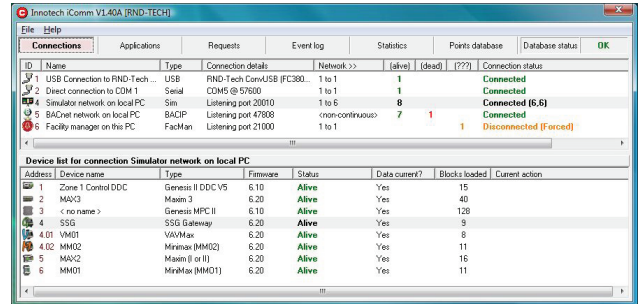 Innotech iComm V1.40A [RND-TECH]
File Help
Connections Applications Requests Event log Statistics Points database Database status OK
ID Name Type Connection details Network >> (alive) (dead) (???) Connection status
1 USB Connection to RND-Tech ... USB RND-Tech ConvUSB (FC380... 1 to 1 1 Connected
2 Direct connection to COM 1 Serial COM5 @ 57600 1 to 1 1 Connected
4 Simulator network on local PC Sim Listening port 20010 1 to 6 8 Connected (6,6)
5 BACnet network on local PC BACIP Listening port 47808 <non-continuous> 7 1 Connected
6 Facility manager on this PC FacMan Listening port 21000 1 to 1 1 Disconnected (Forced)
Device list for connection Simulator network on local PC
Address Device name Type Firmware Status Data current? Blocks loaded Current action
1 Zone 1 Control DDC Genesis II DDC V5 6.10 Alive Yes 15
2 MAX3 Maxim 3 6.20 Alive Yes 40
3 < no name > Genesis MPC II 6.10 Alive Yes 128
4 SSG SSG Gateway 6.20 Alive Yes 9
4.01 VM01 VAVMax 6.20 Alive Yes 8
4.02 MM02 Minimax (MM02) 6.20 Alive Yes 11
5 MAX2 Maxim (I or II) 6.20 Alive Yes 16
6 MM01 MiniMax (MMO1) 6.20 Alive Yes 11